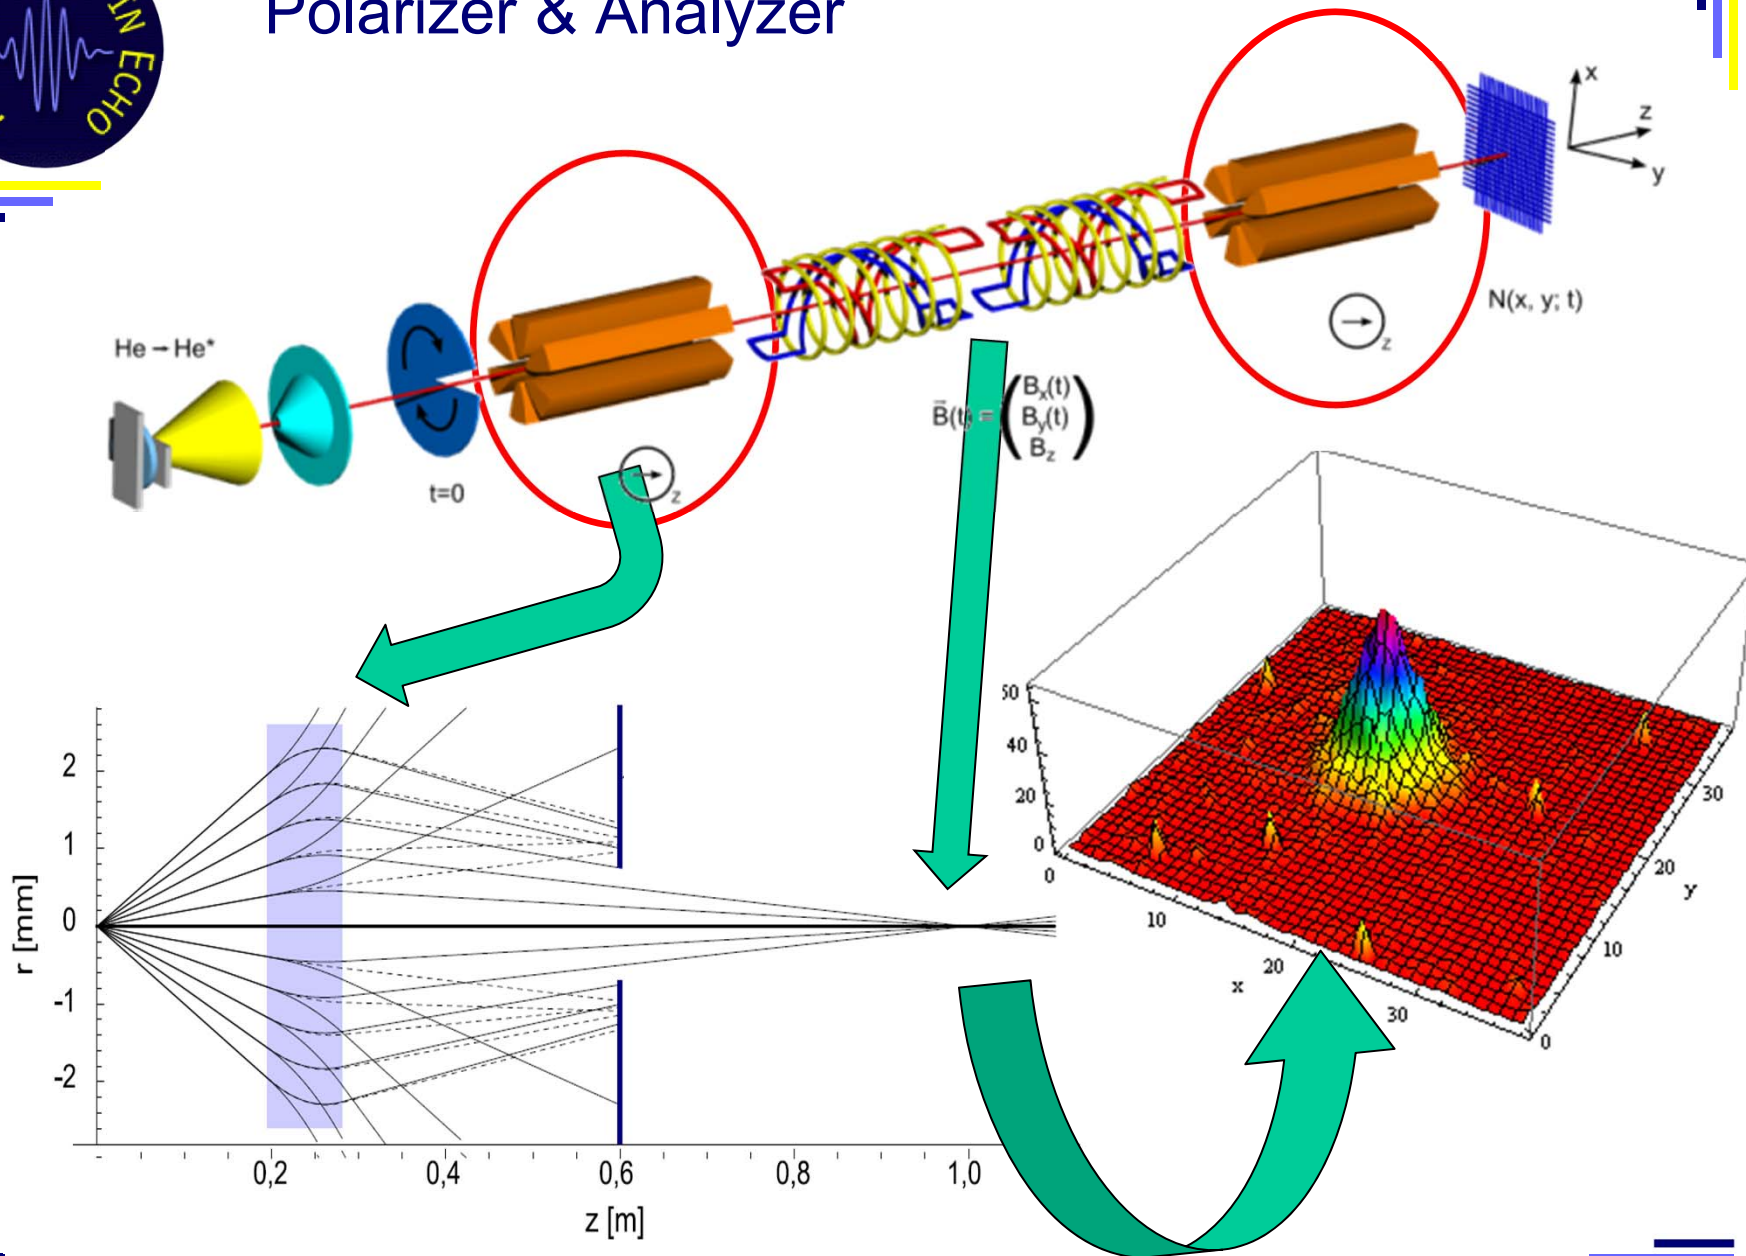 Polarizer & Analyzer
IN ECHO
x
z
y
N(x, y; t)
z
He → He*
t=0
z
B⃗(t) = (Bx(t)
By(t)
Bz)
2
1
0
-1
-2
r [mm]
0,2 0,4 0,6 0,8 1,0
z [m]
50
40
20
0
0
10
20
30
x
0
10
20
30
y